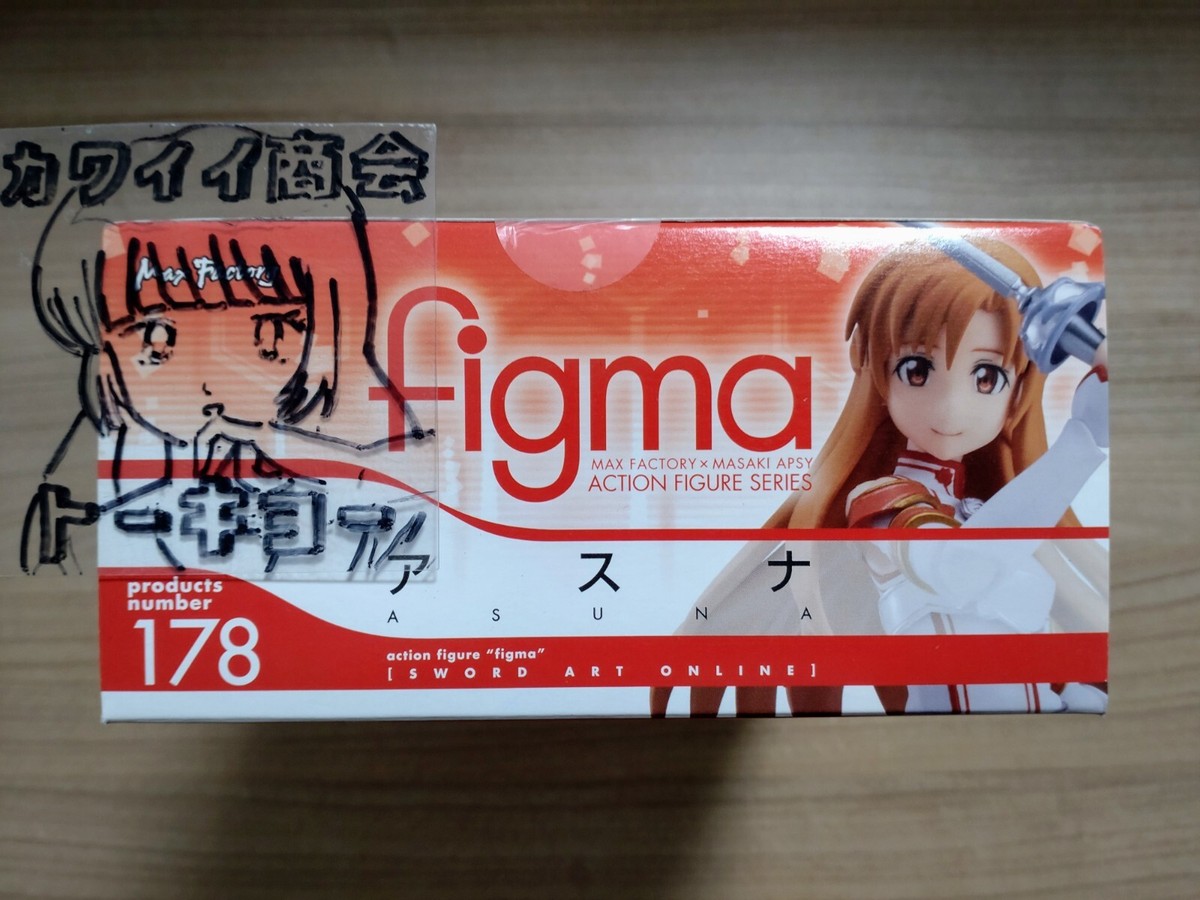 カワイイ商会
Max Factory
figma
MAX FACTORY×MASAKI APSY
ACTION FIGURE SERIES
アスナ
ASUNA
products
number
178
action figure "figma"
[SWORD ART ONLINE]